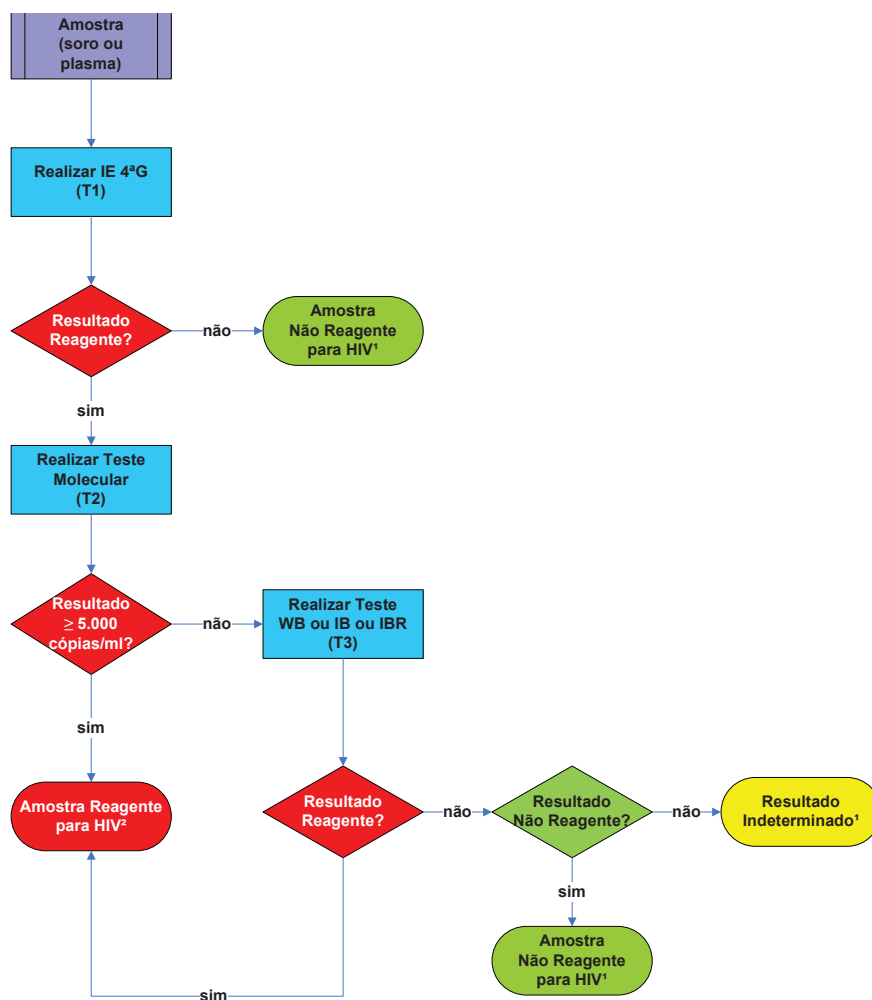 Amostra
(soro ou
plasma)
Realizar IE 4ªG
(T1)
Resultado
Reagente?
não
Amostra
Não Reagente
para HIV¹
sim
Realizar Teste
Molecular
(T2)
Resultado
≥ 5.000
cópias/ml?
não
Realizar Teste
WB ou IB ou IBR
(T3)
sim
Amostra Reagente
para HIV²
Resultado
Reagente?
não
Resultado
Não Reagente?
não
Resultado
Indeterminado¹
sim
Amostra
Não Reagente
para HIV¹
sim